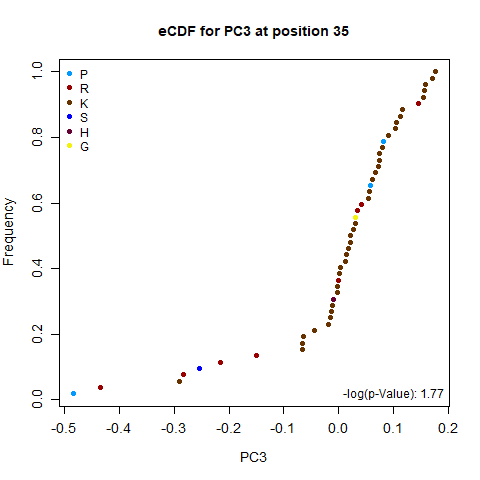 eCDF for PC3 at position 35
P
R
K
S
H
G
Frequency
1.0
0.8
0.6
0.4
0.2
0.0
-log(p-Value): 1.77
-0.5 -0.4 -0.3 -0.2 -0.1 0.0 0.1 0.2
PC3